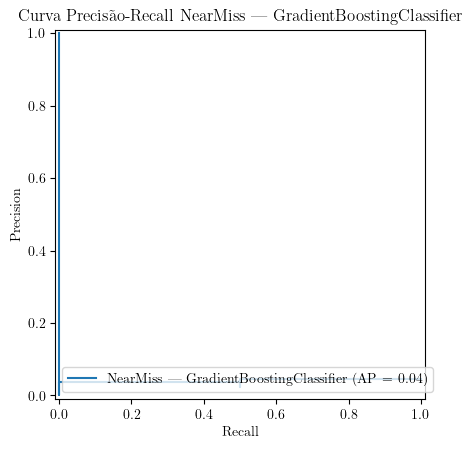 Curva Precisão-Recall NearMiss — GradientBoostingClassifier
1.0
0.8
0.6
0.4
0.2
0.0
Precision
NearMiss — GradientBoostingClassifier (AP = 0.04)
0.0 0.2 0.4 0.6 0.8 1.0
Recall